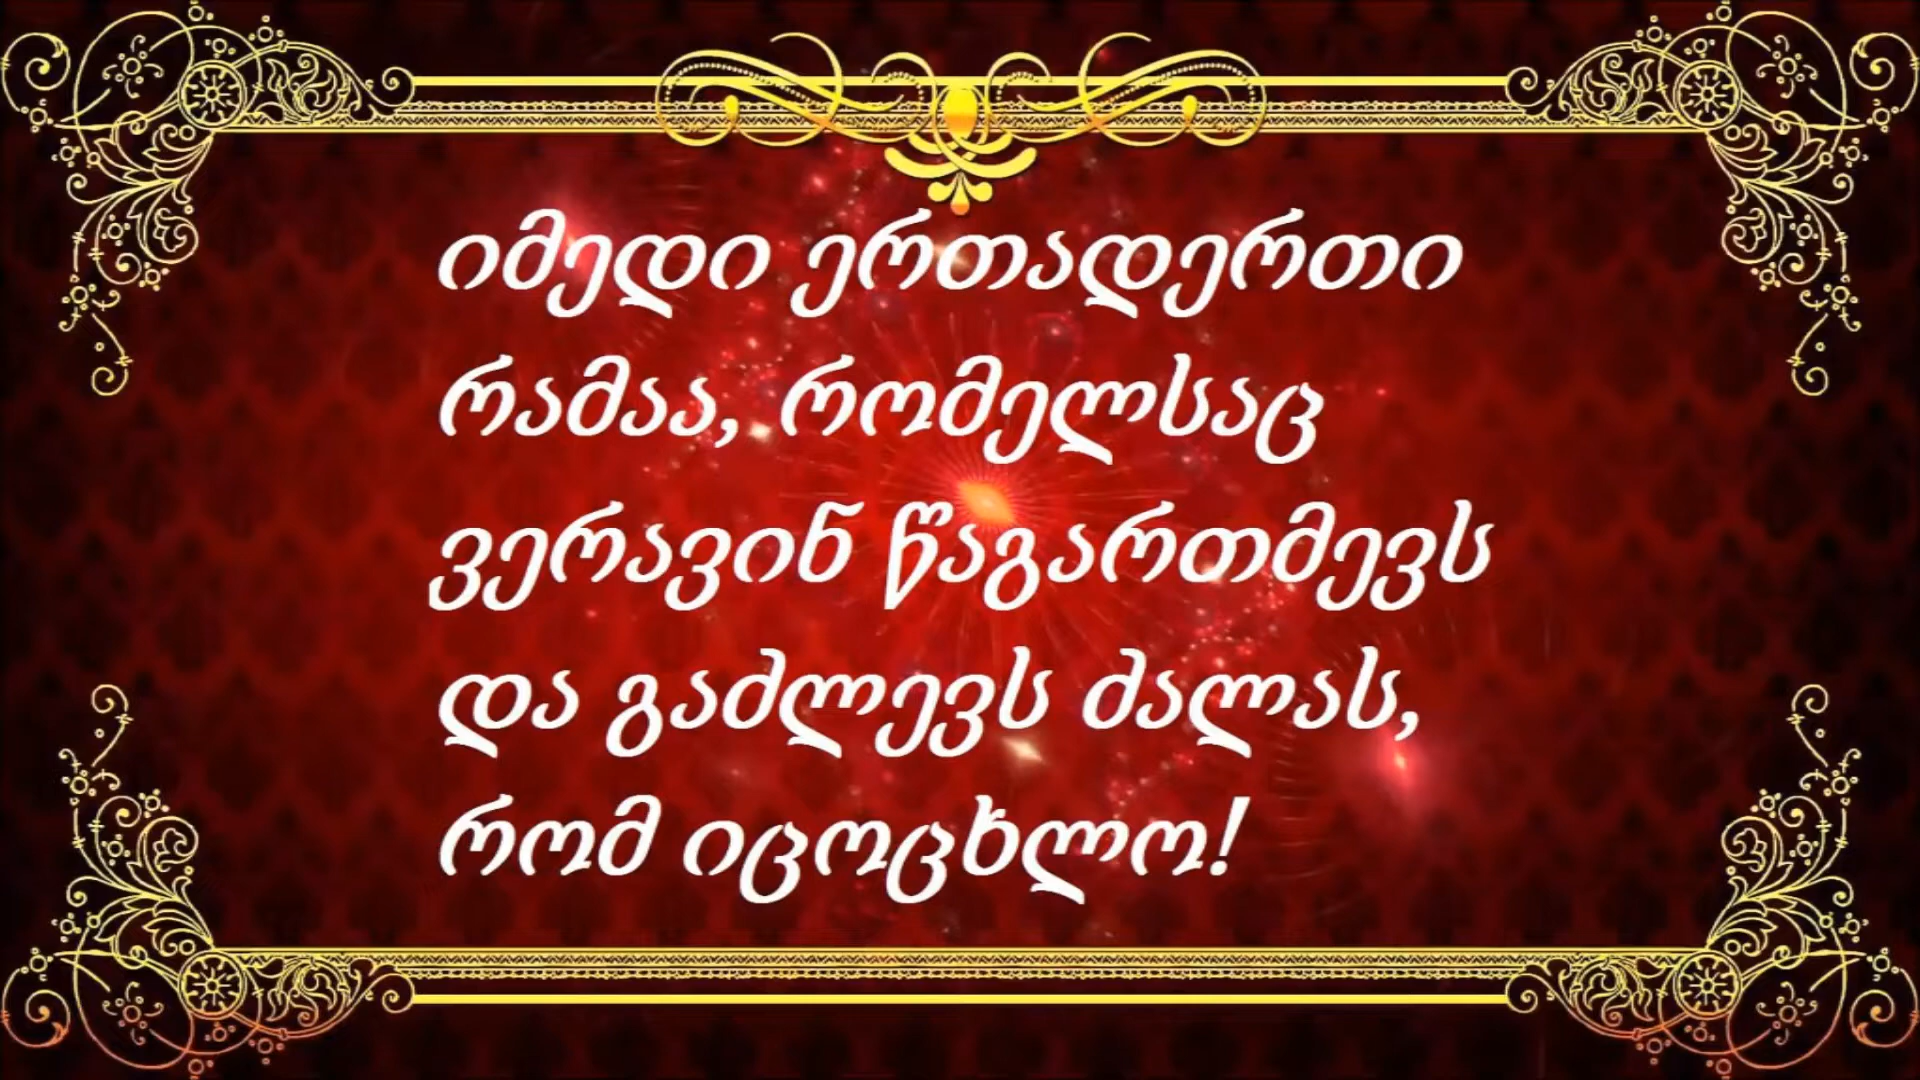 იმედი ერთადერთი
რამაა, რომელსაც
ვერავინ წაგართმევს
და გაძლევს ძალას,
რომ იცოცხლო!